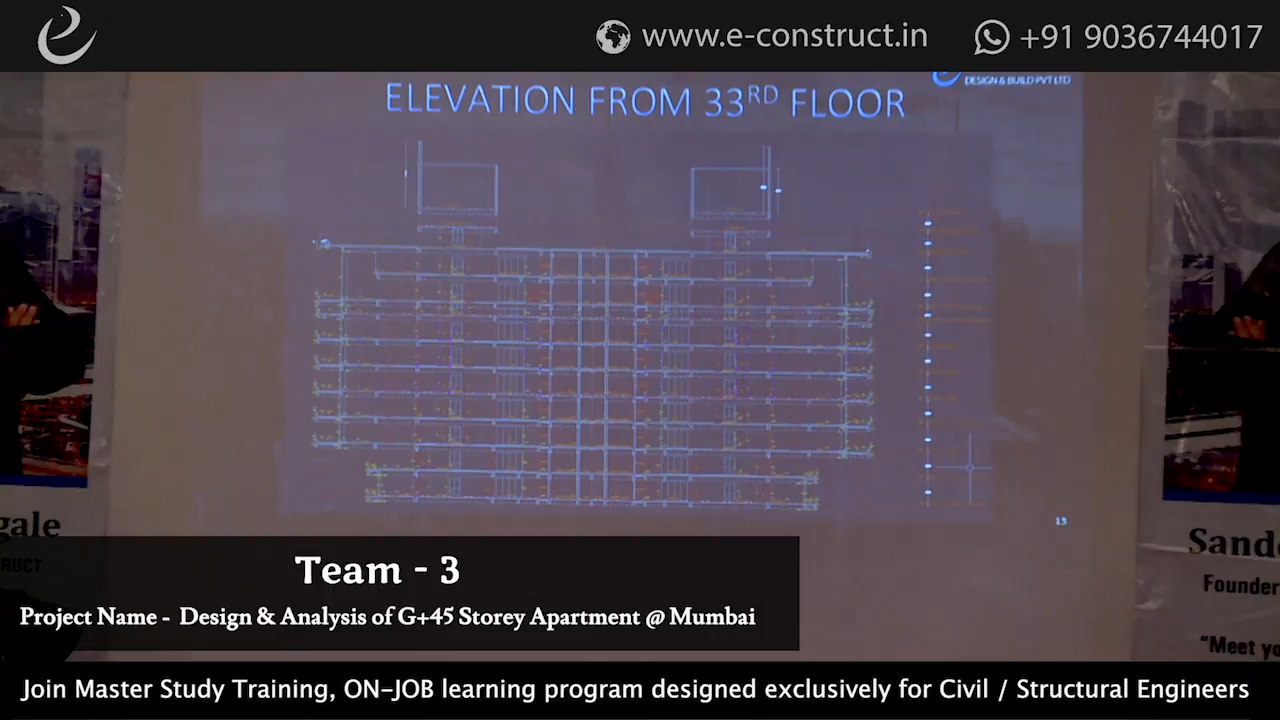 www.e-construct.in
+91 9036744017
DESIGN & BUILD PVT LTD
ELEVATION FROM 33RD FLOOR
13
gale
RUCT
Sand
Founder
"Meet yo
Team - 3
Project Name - Design & Analysis of G+45 Storey Apartment @ Mumbai
Join Master Study Training, ON-JOB learning program designed exclusively for Civil / Structural Engineers